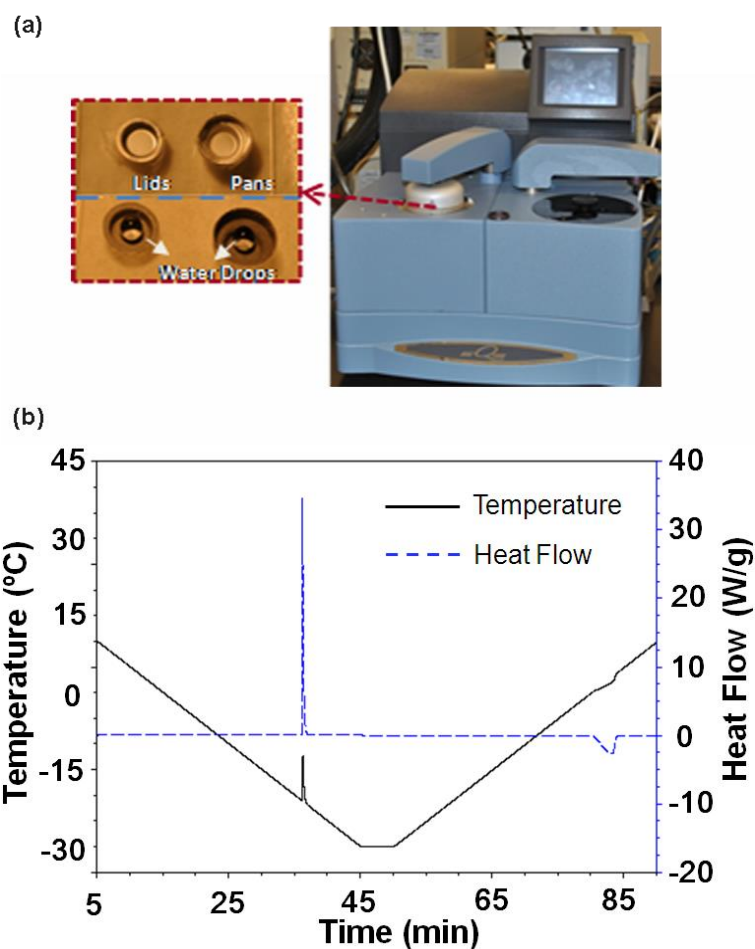 (a)
Lids Pans
Water Drops
(b)
45 40
30 30
15 20
0 10
-15 0
-30 -10
-20
Temperature (ºC)
Heat Flow (W/g)
Temperature
Heat Flow
5 25 45 65 85
Time (min)